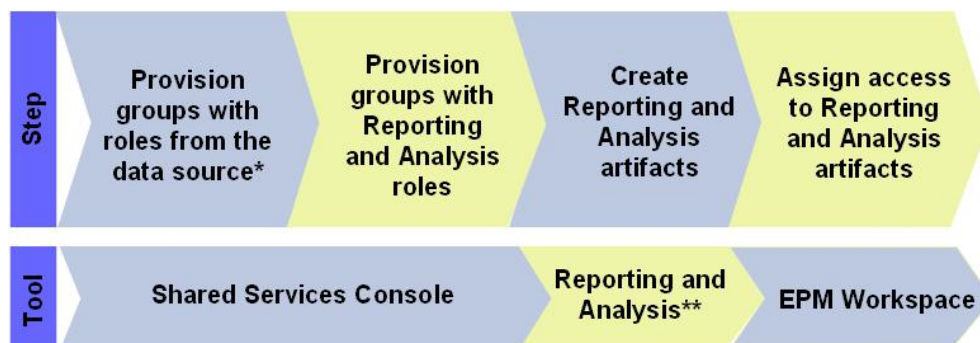 Step
Provision
groups with
roles from the
data source*
Provision
groups with
Reporting
and Analysis
roles
Create
Reporting and
Analysis
artifacts
Assign access
to Reporting
and Analysis
artifacts
Tool
Shared Services Console
Reporting and
Analysis**
EPM Workspace